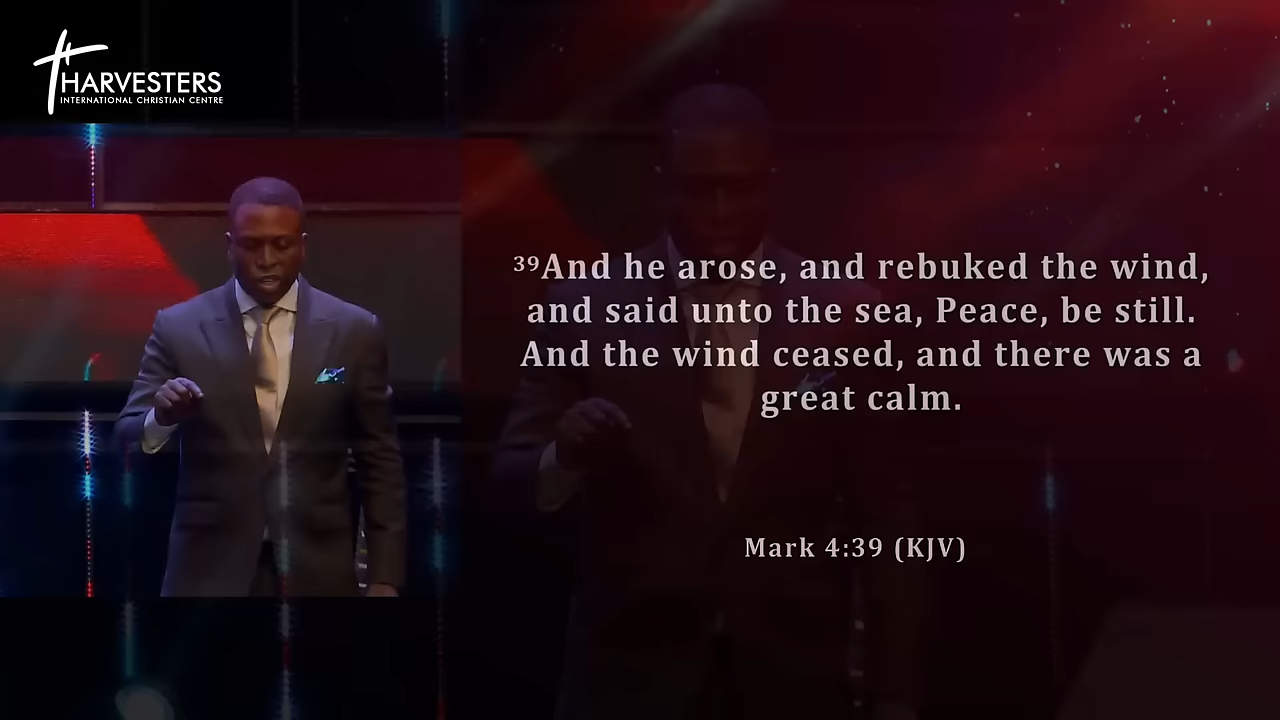 HARVESTERS
INTERNATIONAL CHRISTIAN CENTRE
³⁹And he arose, and rebuked the wind,
and said unto the sea, Peace, be still.
And the wind ceased, and there was a
great calm.
Mark 4:39 (KJV)